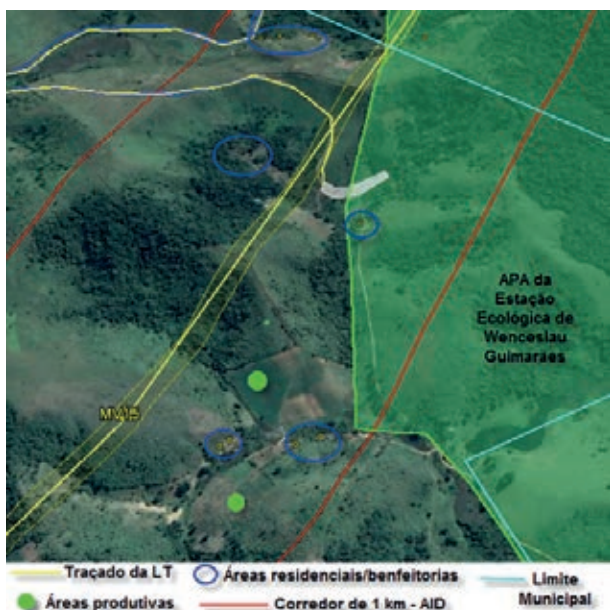 APA da
Estação
Ecológica de
Wenceslau
Guimarães
MV15
Traçado da LT
Áreas residenciais/benfeitorias
Limite
Municipal
Áreas produtivas
Corredor de 1 km - AID